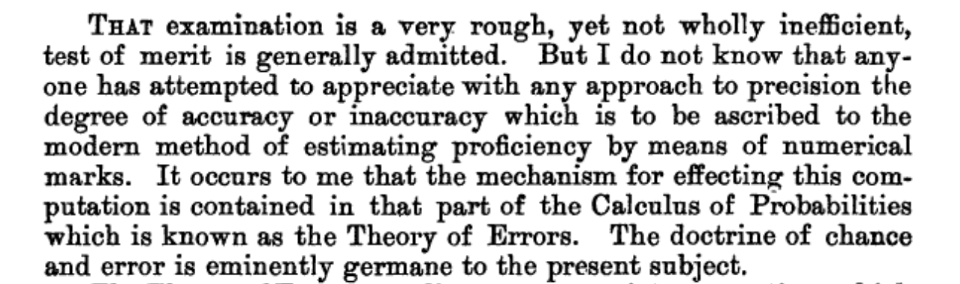 THAT examination is a very rough, yet not wholly inefficient,
test of merit is generally admitted. But I do not know that any-
one has attempted to appreciate with any approach to precision the
degree of accuracy or inaccuracy which is to be ascribed to the
modern method of estimating proficiency by means of numerical
marks. It occurs to me that the mechanism for effecting this com-
putation is contained in that part of the Calculus of Probabilities
which is known as the Theory of Errors. The doctrine of chance
and error is eminently germane to the present subject.